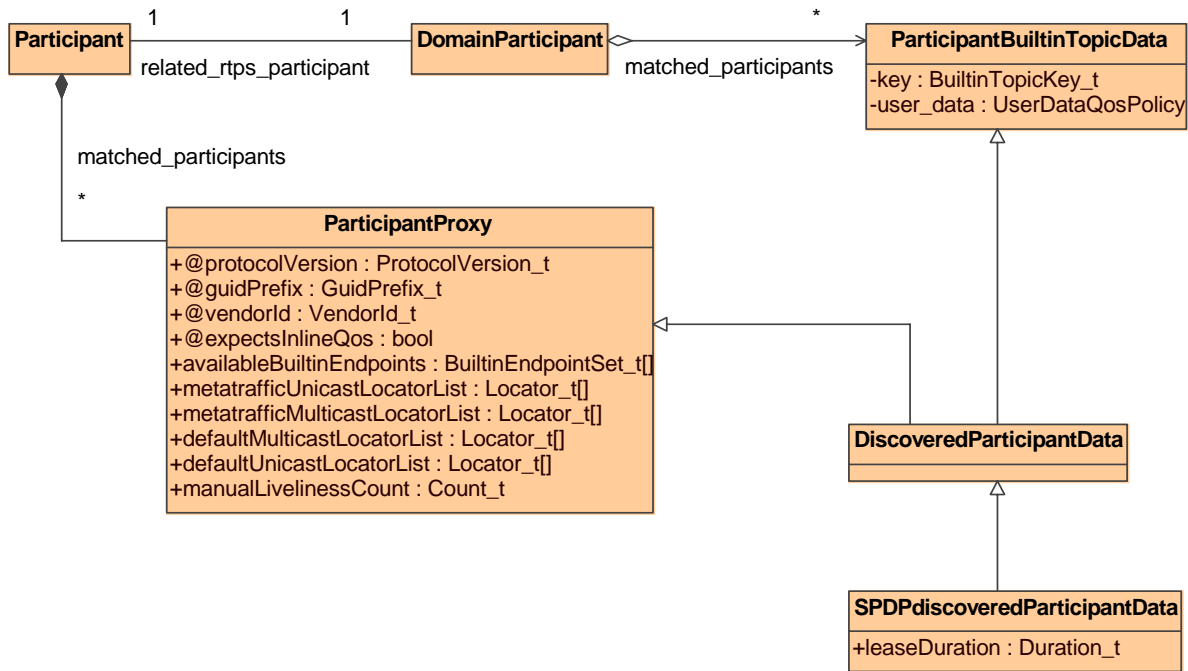 1
1
*
Participant
DomainParticipant
ParticipantBuiltinTopicData
related_rtps_participant
matched_participants
-key : BuiltinTopicKey_t
-user_data : UserDataQosPolicy
matched_participants
*
ParticipantProxy
+@protocolVersion : ProtocolVersion_t
+@guidPrefix : GuidPrefix_t
+@vendorId : VendorId_t
+@expectsInlineQos : bool
+availableBuiltinEndpoints : BuiltinEndpointSet_t[]
+metatrafficUnicastLocatorList : Locator_t[]
+metatrafficMulticastLocatorList : Locator_t[]
+defaultMulticastLocatorList : Locator_t[]
+defaultUnicastLocatorList : Locator_t[]
+manualLivelinessCount : Count_t
DiscoveredParticipantData
SPDPdiscoveredParticipantData
+leaseDuration : Duration_t